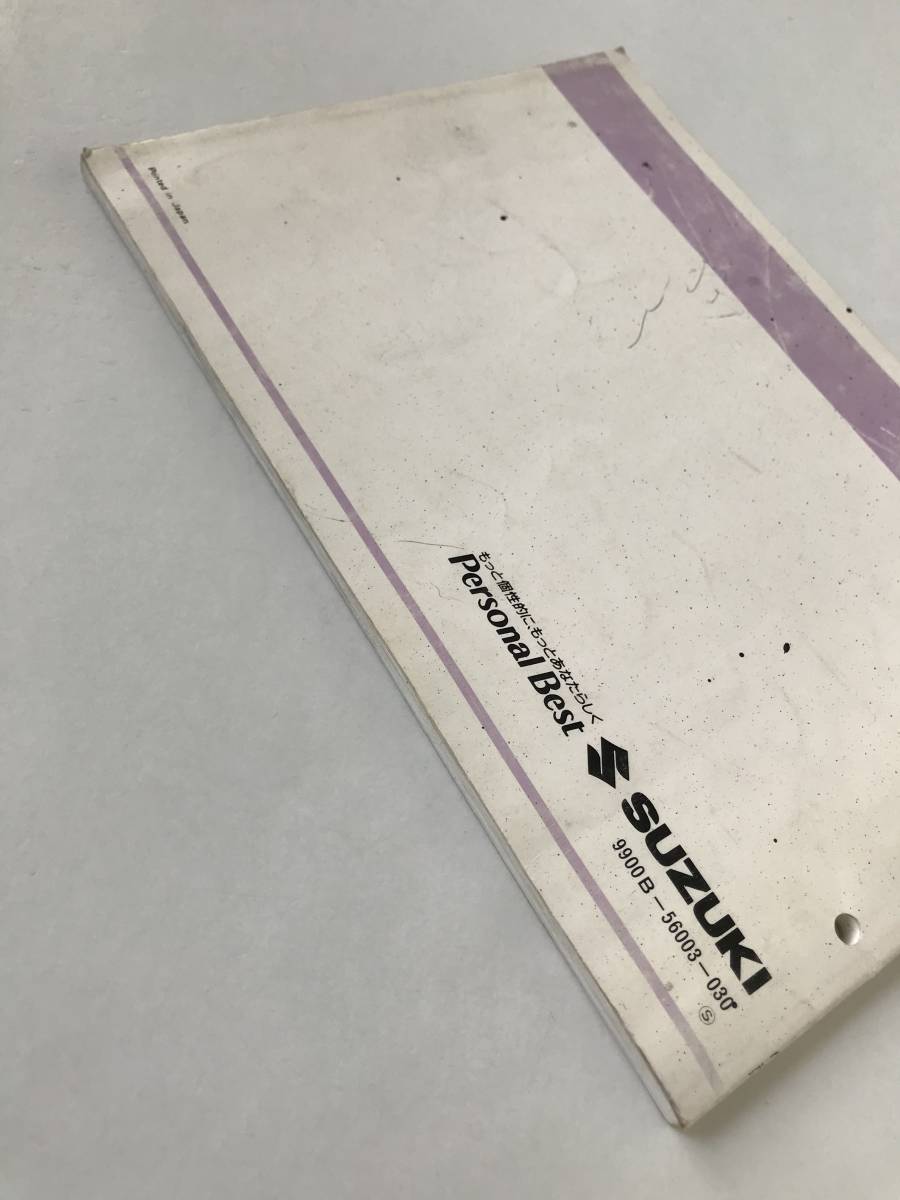 Printed in Japan
もっと個性的に、もっとあなたらしく
Personal Best
SUZUKI
9900B－56003－030
Ⓢ